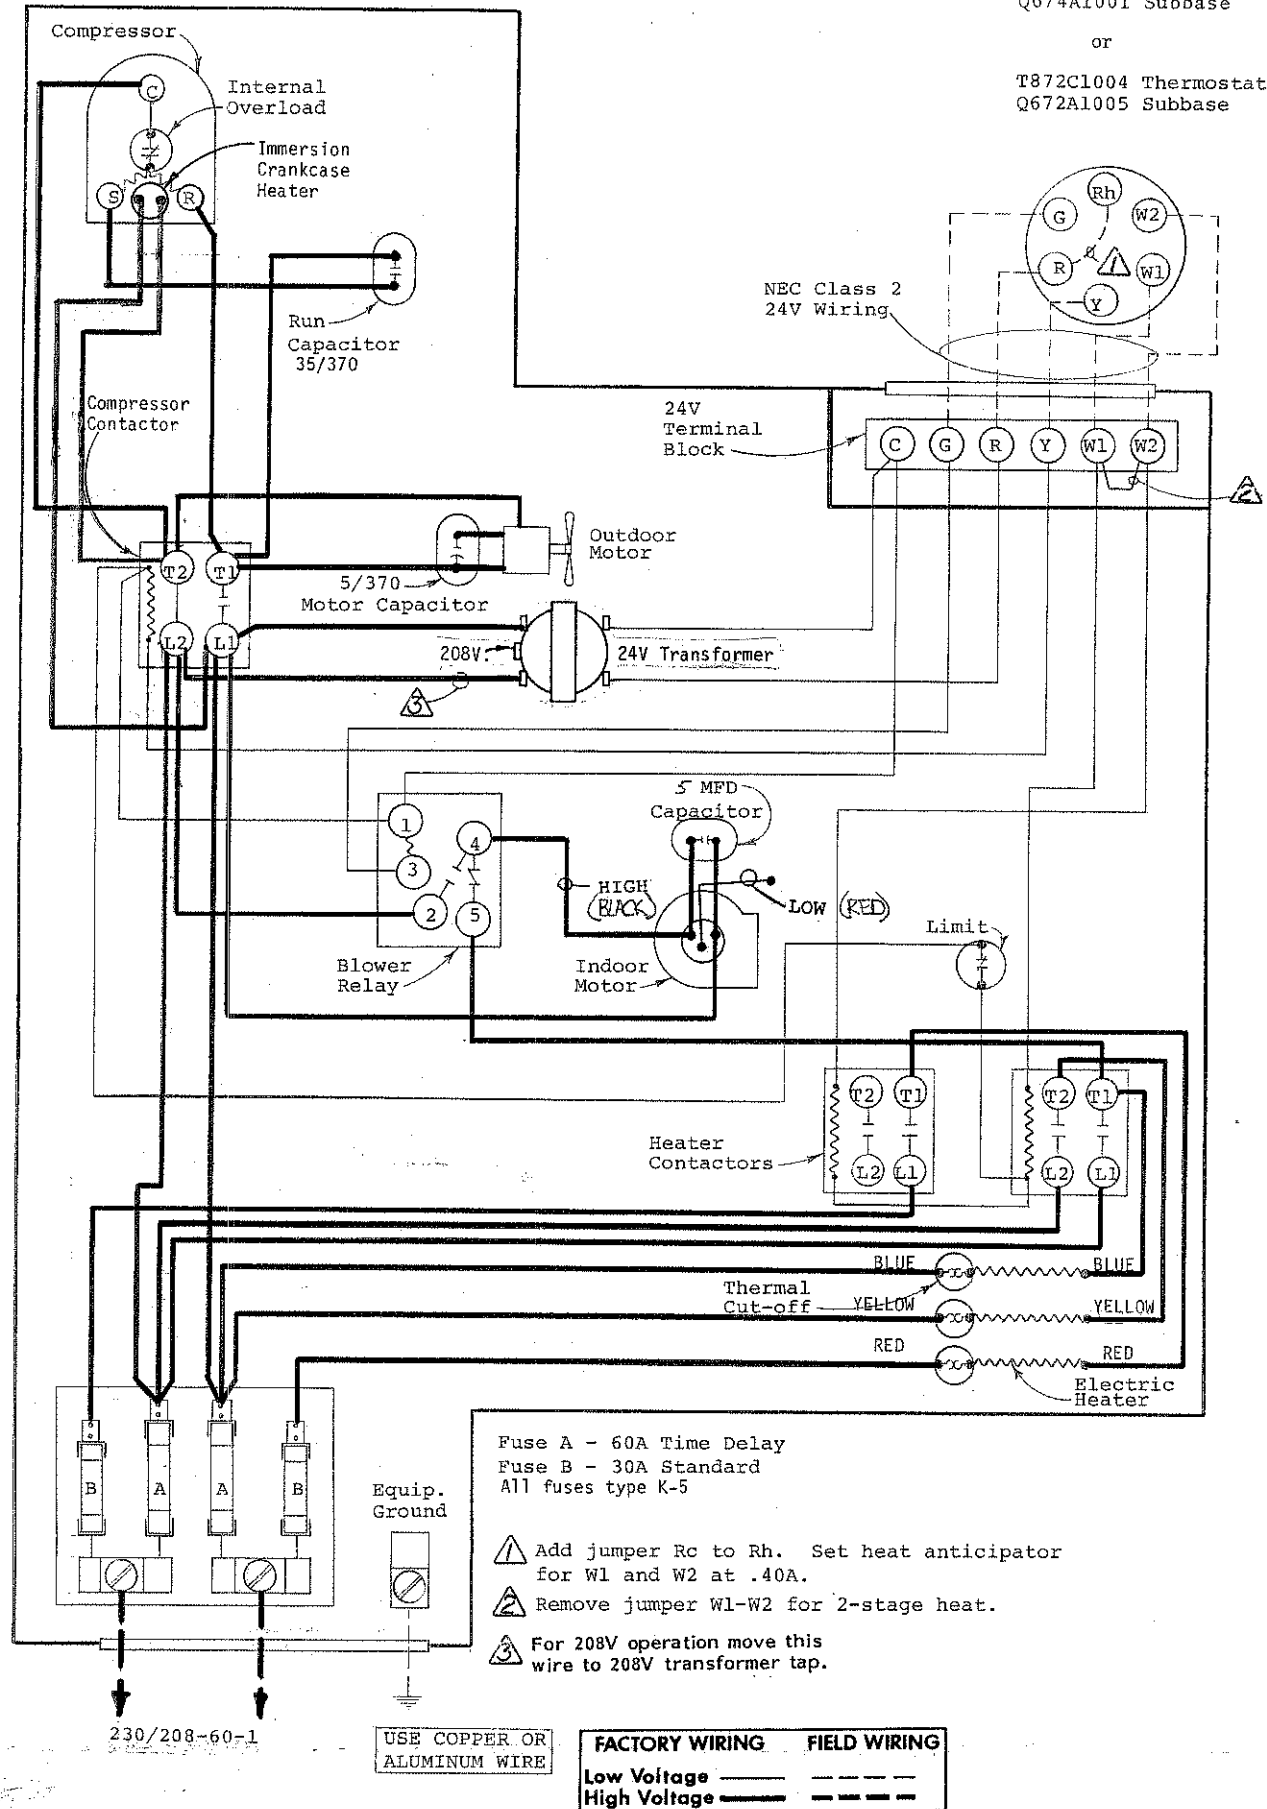 Q674A1001 Subbase
or
T872C1004 Thermostat
Q672A1005 Subbase
Compressor
C
Internal
Overload
Immersion
Crankcase
Heater
S
R
Rh
G
W2
R
1
W1
Y
NEC Class 2
24V Wiring
Run
Capacitor
35/370
Compressor
Contactor
24V
Terminal
Block
C
G
R
Y
W1
W2
2
Outdoor
Motor
T2
T1
5/370
Motor Capacitor
L2
L1
208V.
24V Transformer
3
5 MFD
Capacitor
1
4
3
2
5
HIGH
(BLACK)
LOW (RED)
Blower
Relay
Indoor
Motor
Limit
T2
T1
T2
T1
Heater
Contactors
L2
L1
L2
L1
BLUE
BLUE
Thermal
Cut-off
YELLOW
YELLOW
RED
RED
Electric
Heater
B
A
A
B
Equip.
Ground
Fuse A - 60A Time Delay
Fuse B - 30A Standard
All fuses type K-5
1 Add jumper Rc to Rh. Set heat anticipator
for W1 and W2 at .40A.
2 Remove jumper W1-W2 for 2-stage heat.
3 For 208V operation move this
wire to 208V transformer tap.
230/208-60-1
USE COPPER OR
ALUMINUM WIRE
FACTORY WIRING FIELD WIRING
Low Voltage
High Voltage